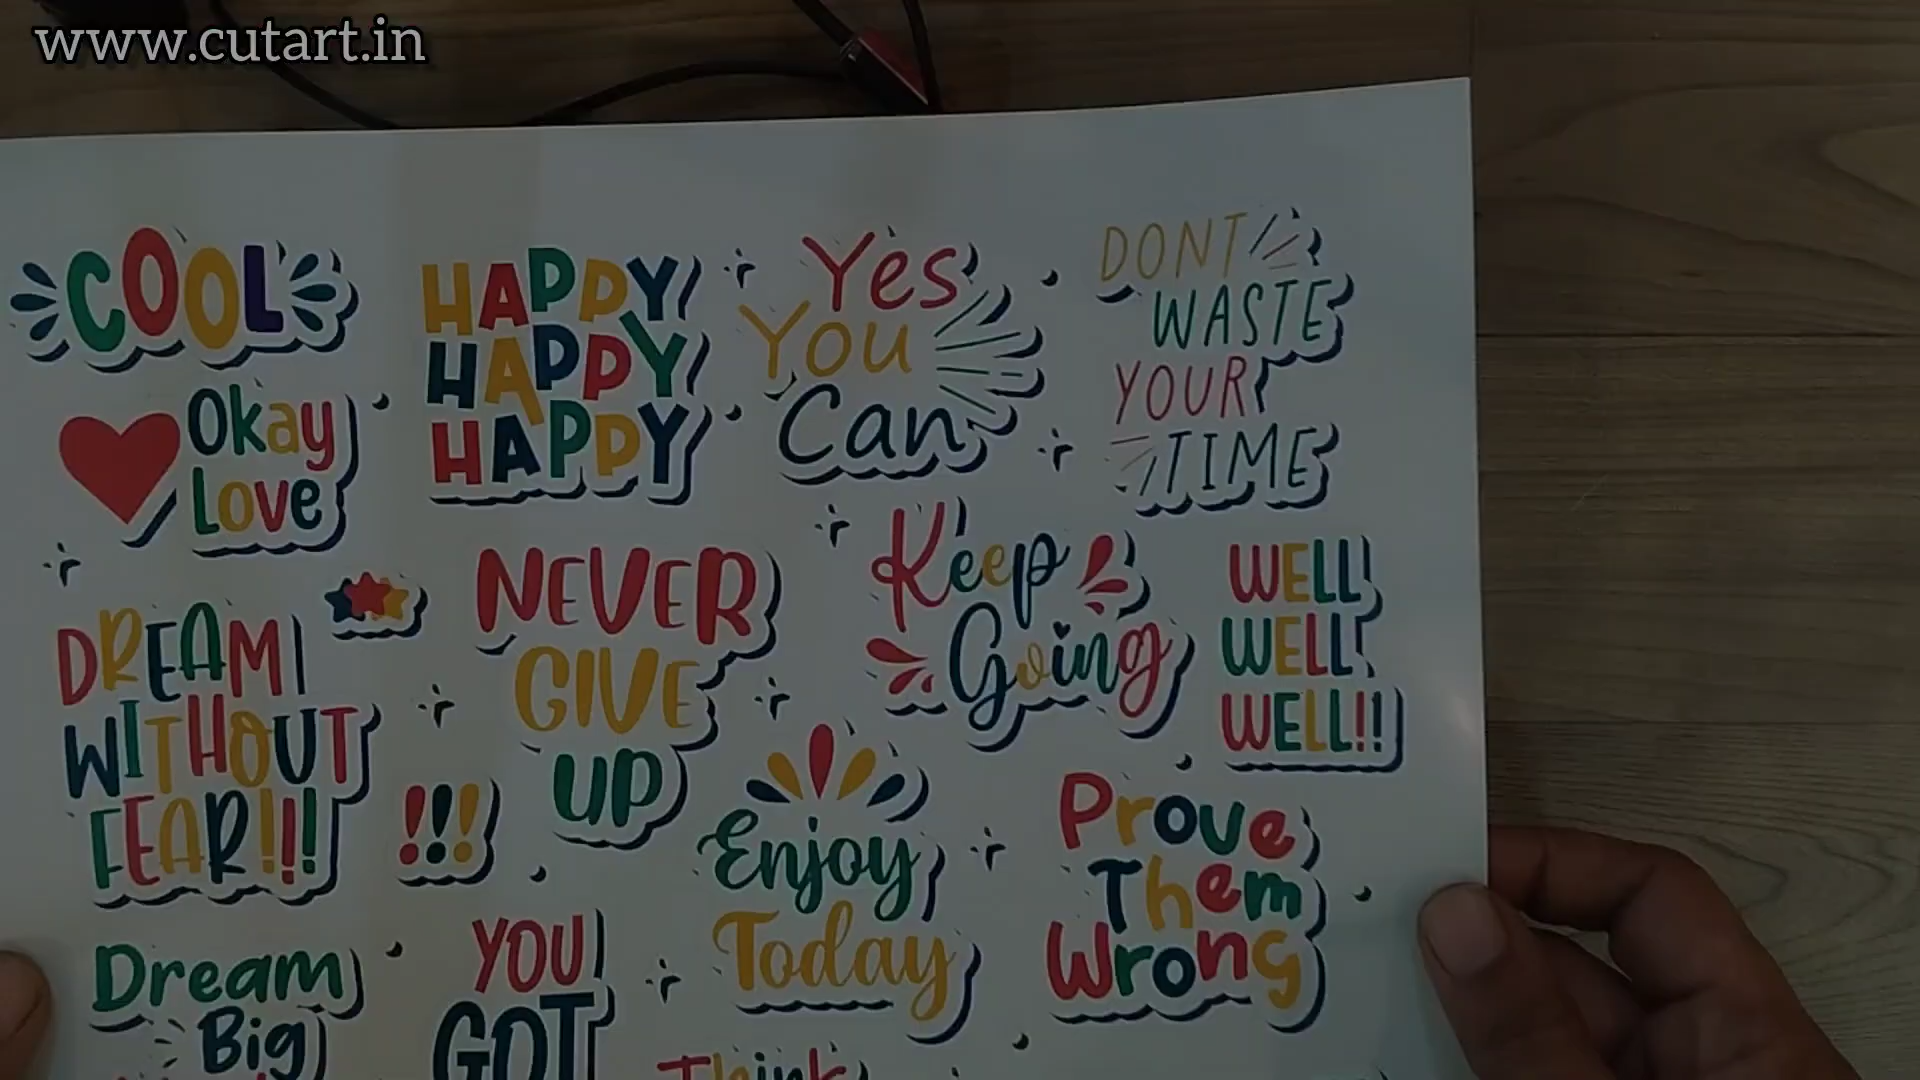 www.cutart.in
COOL
HAPPY
HAPPY
HAPPY
Yes
You
Can
DONT
WASTE
YOUR
TIME
Okay
Love
NEVER
GIVE
UP
Keep
Going
WELL
WELL
WELL!!
DREAM
WITHOUT
FEAR!!!
!!!
Enjoy
Today
Prove
Them
Wrong
Dream
Big
YOU
GOT
Think